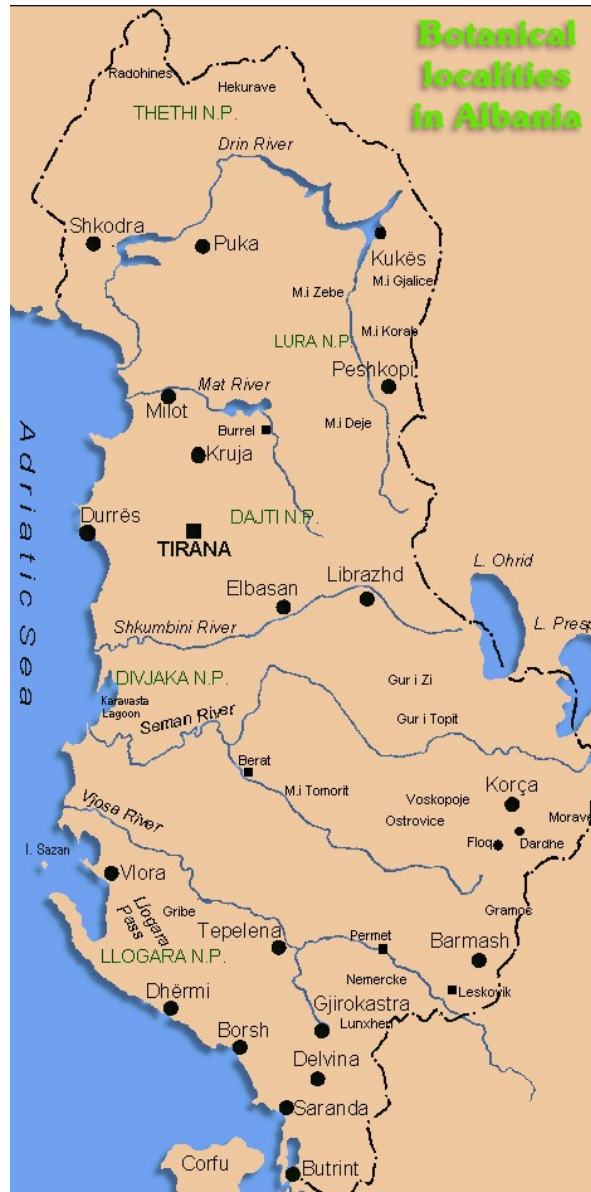 Botanical
localities
in Albania
Radohines
Hekurave
THETHI N.P.
Drin River
Shkodra
Puka
Kukës
M.i Gjalice
M.i Zebe
M.i Korab
LURA N.P.
Peshkopi
Mat River
Milot
Burrel
M.i Deje
Kruja
Adriatic Sea
Durrës
DAJTI N.P.
TIRANA
Elbasan
Librazhd
L. Ohrid
L. Presp
Shkumbini River
DIVJAKA N.P.
Karavasta
Lagoon
Seman River
Gur i Zi
Gur i Topit
Berat
M.i Tomorit
Korça
Voskopoje
Ostrovice
Morave
Floq
Dardhe
Vjosa River
I. Sazan
Vlora
Llogara
Pass
Gribe
Gramos
Tepelena
Permet
Barmash
LLOGARA N.P.
Nemercke
Leskovik
Dhërmi
Gjirokastra
Lunxheri
Borsh
Delvina
Saranda
Corfu
Butrint